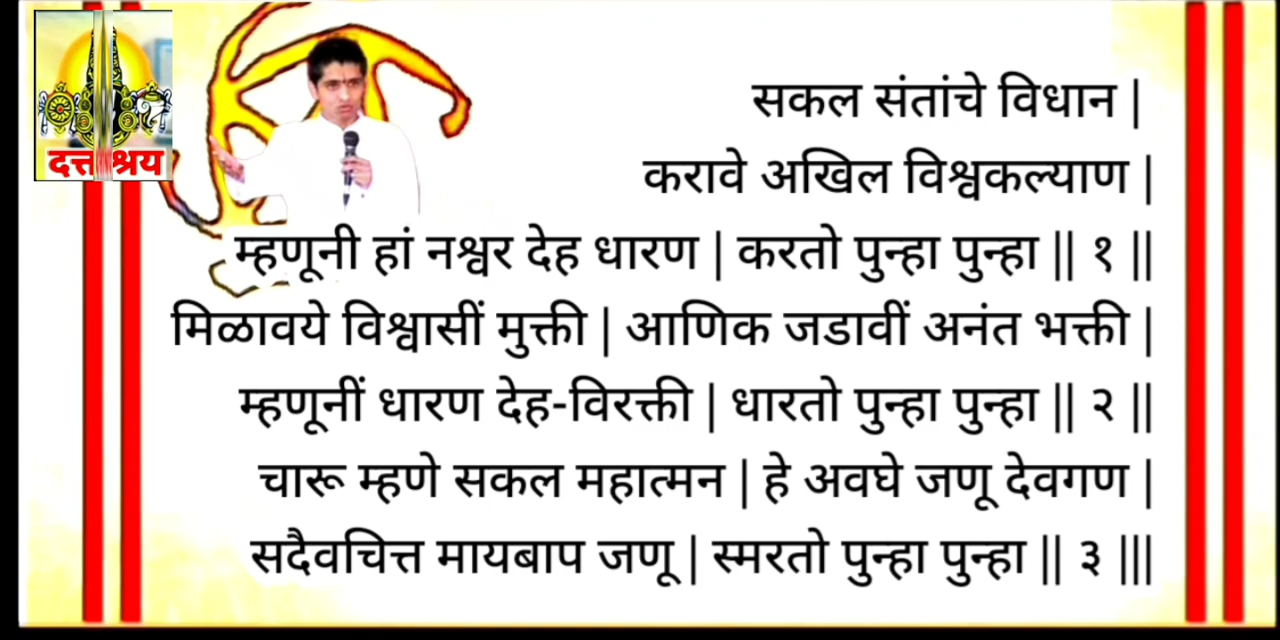 दत्ताश्रय
सकल संतांचे विधान |
करावे अखिल विश्वकल्याण |
म्हणूनी हां नश्वर देह धारण | करतो पुन्हा पुन्हा || १ ||
मिळावये विश्वासीं मुक्ती | आणिक जडावीं अनंत भक्ती |
म्हणूनीं धारण देह-विरक्ती | धारतो पुन्हा पुन्हा || २ ||
चारू म्हणे सकल महात्मन | हे अवघे जणू देवगण |
सदैवचित्त मायबाप जणू | स्मरतो पुन्हा पुन्हा || ३ |||